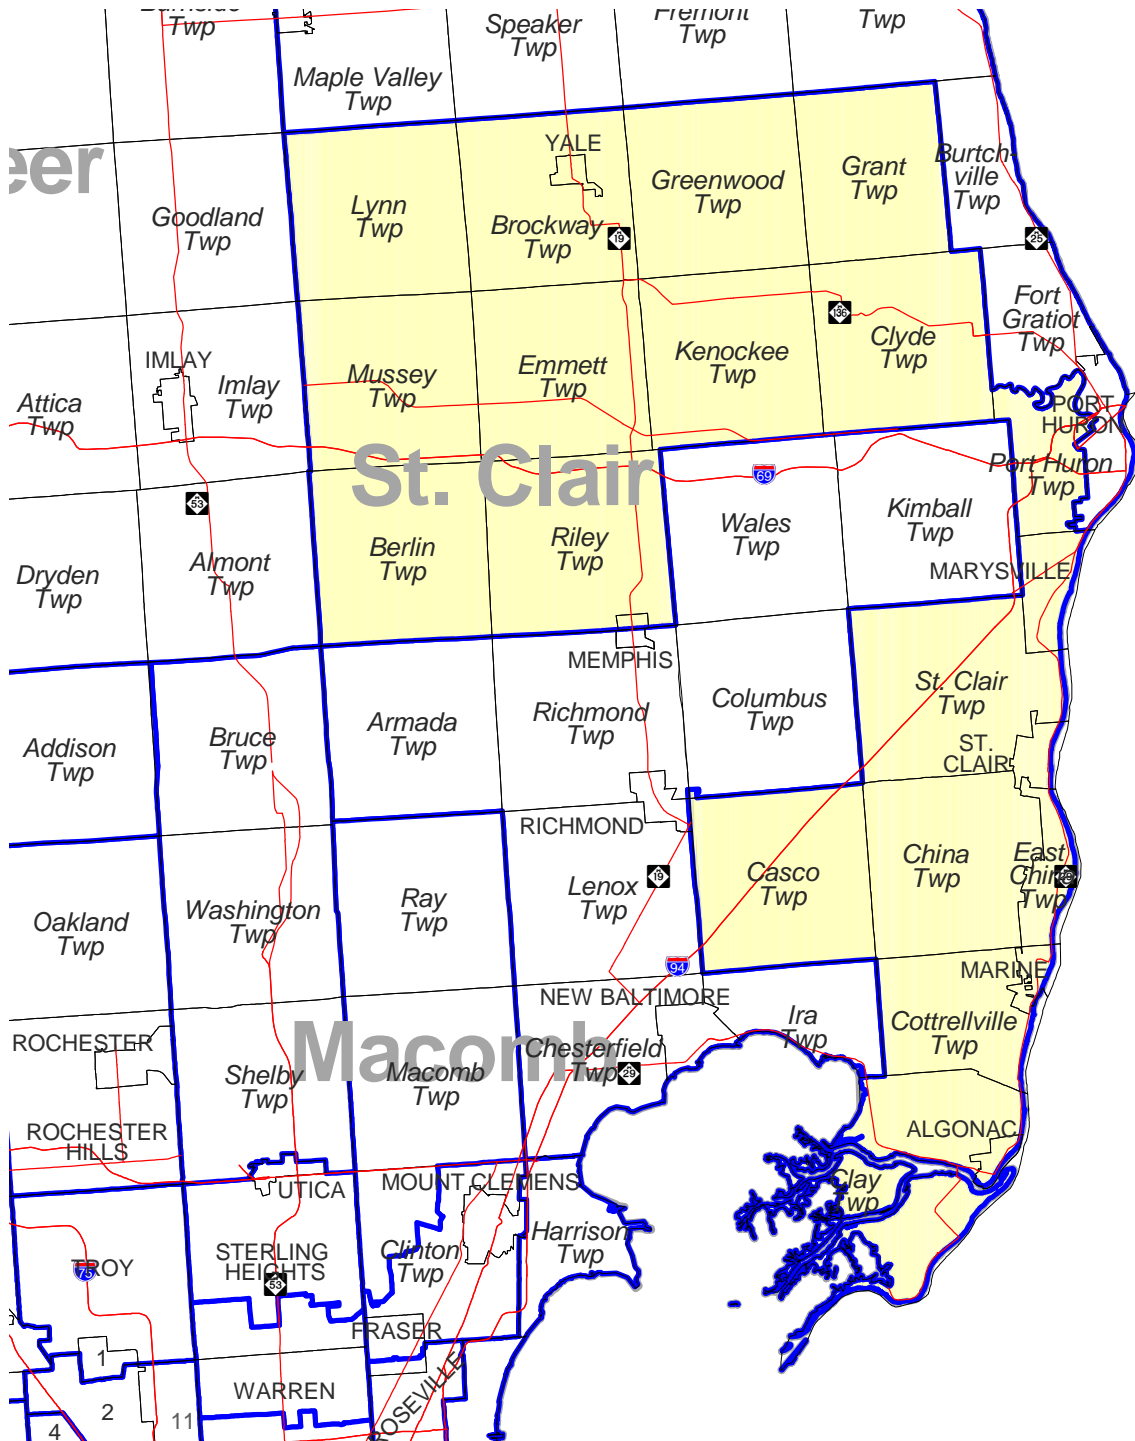 Twp
Speaker
Twp
Fremont
Twp
Twp
Maple Valley
Twp
eer
YALE
Goodland
Twp
Lynn
Twp
Brockway
Twp
19
Greenwood
Twp
Grant
Twp
Burtch-
ville
Twp
25
Fort
Gratiot
Twp
136
IMLAY
Imlay
Twp
Attica
Twp
Mussey
Twp
Emmett
Twp
Kenockee
Twp
Clyde
Twp
PORT
HURON
St. Clair
69
Port Huron
Twp
53
Dryden
Twp
Almont
Twp
Berlin
Twp
Riley
Twp
Wales
Twp
Kimball
Twp
MARYSVILLE
MEMPHIS
Addison
Twp
Bruce
Twp
Armada
Twp
Richmond
Twp
Columbus
Twp
St. Clair
Twp
ST.
CLAIR
RICHMOND
Oakland
Twp
Washington
Twp
Ray
Twp
Lenox
Twp
19
Casco
Twp
China
Twp
East
China
Twp
94
MARINE
NEW BALTIMORE
Ira
Twp
Cottrellville
Twp
Macomb
ROCHESTER
Shelby
Twp
Macomb
Twp
Chesterfield
Twp
29
ROCHESTER
HILLS
ALGONAC
UTICA
MOUNT CLEMENS
Clay
Twp
TROY
75
STERLING
HEIGHTS
53
Clinton
Twp
Harrison
Twp
FRASER
ROSEVILLE
1
WARREN
2
11
4